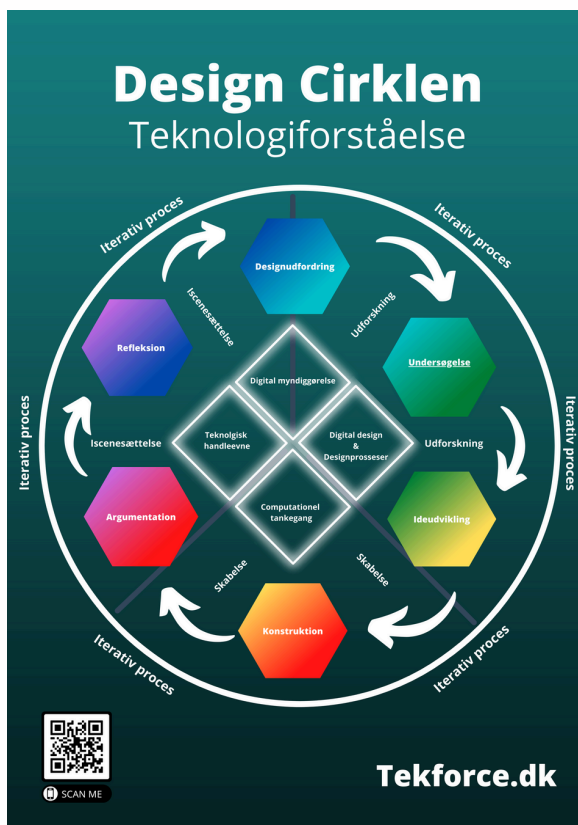 Design Cirklen
Teknologiforståelse
Iterativ proces
Iterativ proces
Designudfordring
Iscenesættelse
Udforskning
Refleksion
Undersøgelse
Digital myndiggørelse
Iterativ proces
Iscenesættelse
Teknolgisk
handleevne
Digital design
&
Designprosseser
Udforskning
Iterativ proces
Argumentation
Computationel
tankegang
Ideudvikling
Skabelse
Skabelse
Konstruktion
Iterativ proces
Iterativ proces
SCAN ME
Tekforce.dk